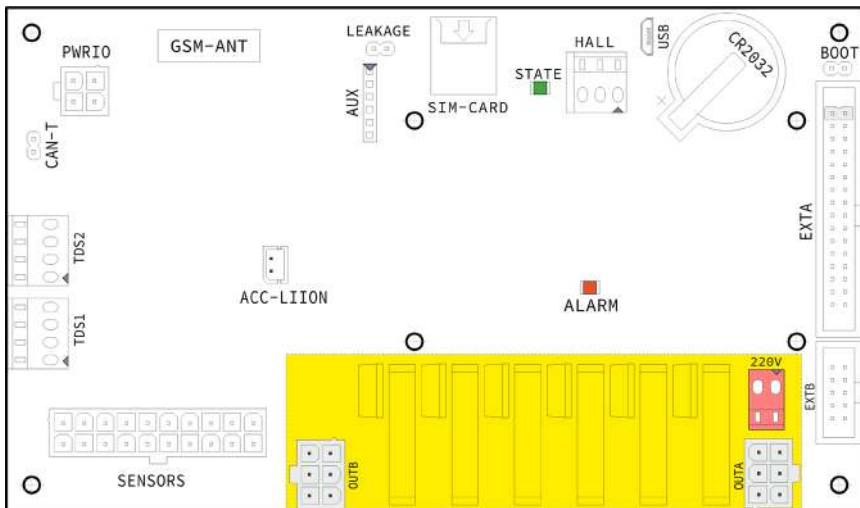 LEAKAGE
HALL
USB
CR2032
BOOT
PWRIO
GSM-ANT
STATE
AUX
SIM-CARD
CAN-T
EXTA
TDS2
ACC-LIION
ALARM
TDS1
220V
EXTB
SENSORS
OUTB
OUTA